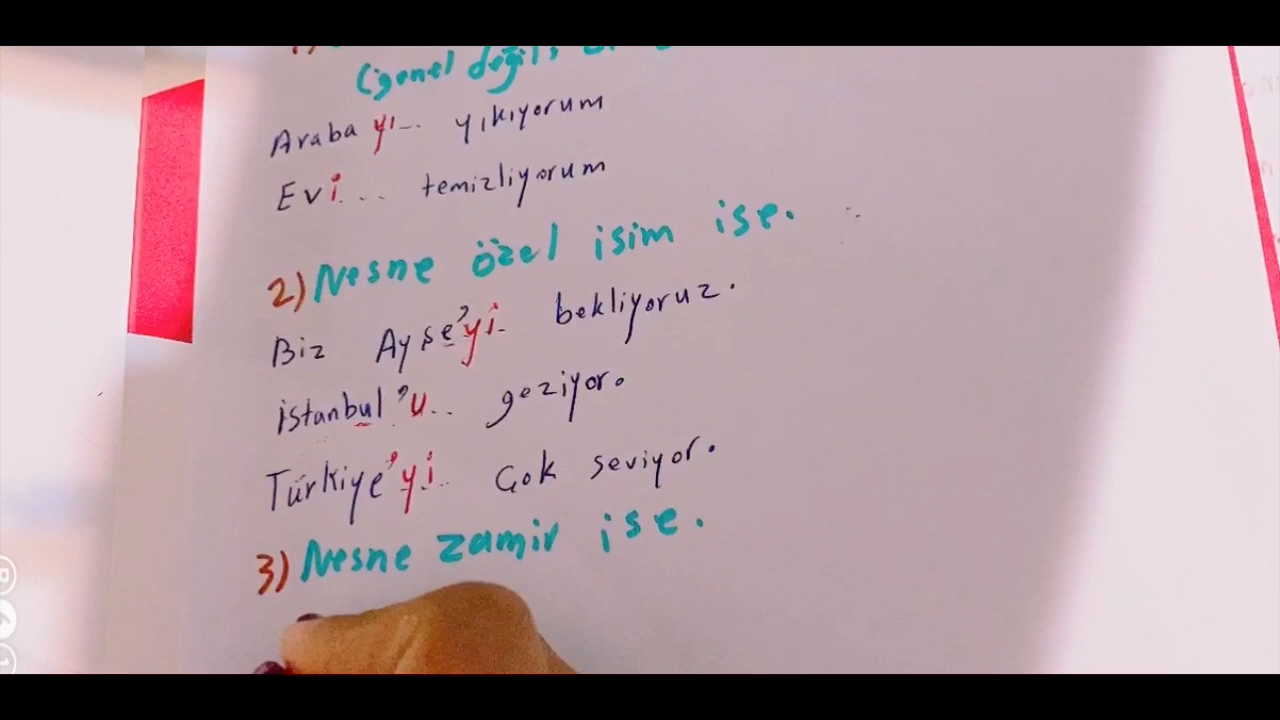 (genel değil,
Arabayı... yıkıyorum
Evi... temizliyorum
2) Nesne özel isim ise.
Biz Ayşe'yi.. bekliyoruz.
İstanbul'u... geziyor.
Türkiye'yi.. Çok seviyor.
3) Nesne zamir ise.